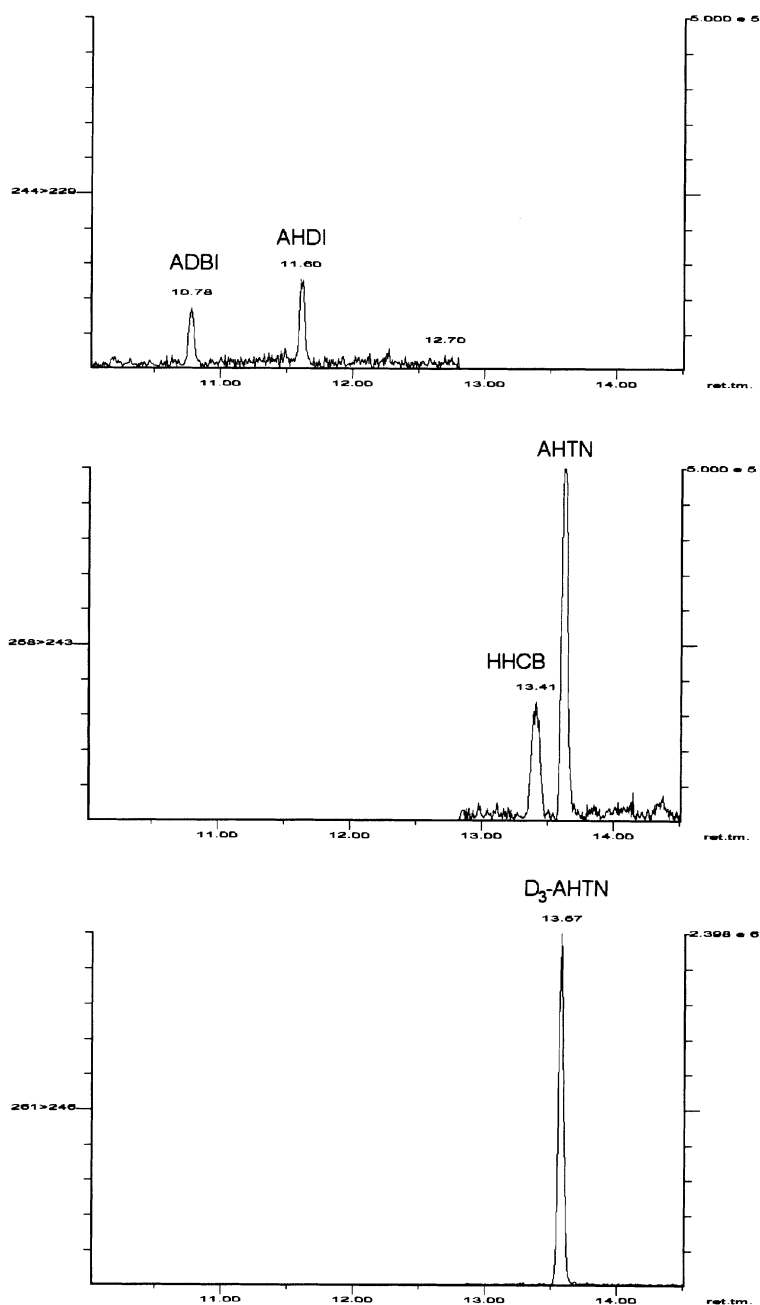 5.000 e 5
244>229
ADBI
10.78
AHDI
11.60
12.70
11.00 12.00 13.00 14.00 ret.tm.
AHTN
5.000 e 5
258>243
HHCB
13.41
11.00 12.00 13.00 14.00 ret.tm.
D₃-AHTN
13.67
2.398 e 6
261>246
11.00 12.00 13.00 14.00 ret.tm.